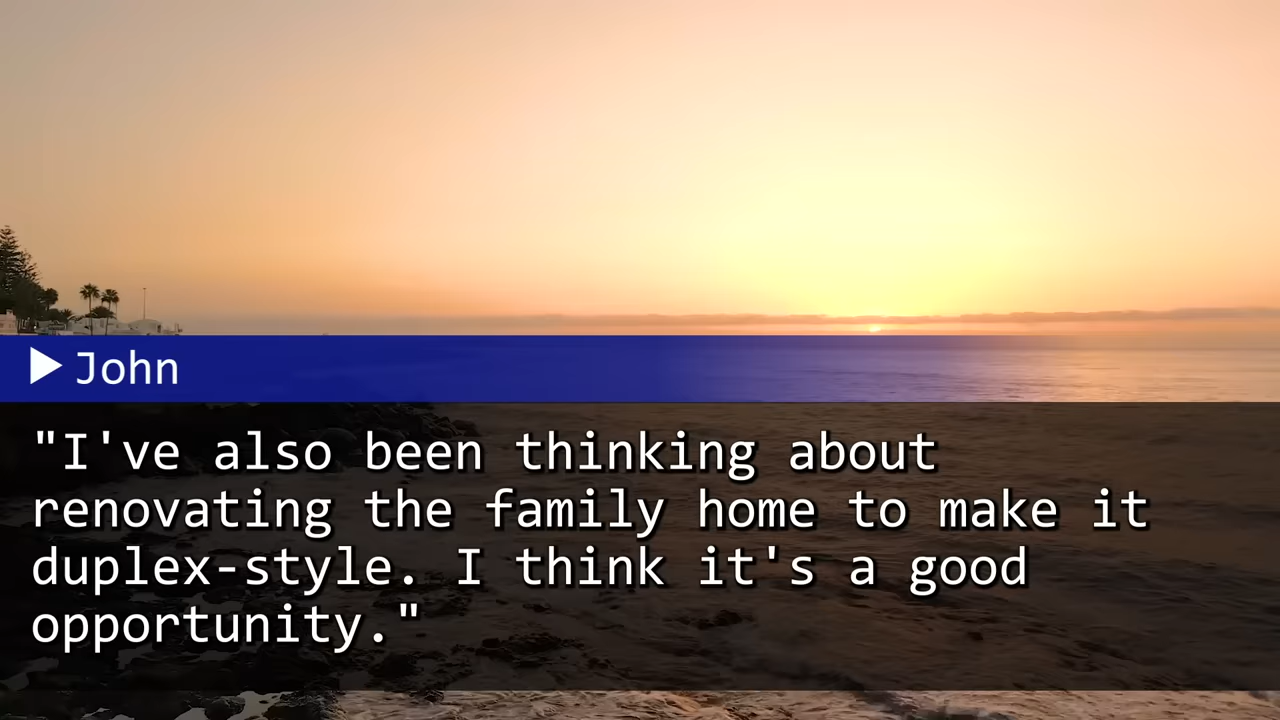 John
"I've also been thinking about
renovating the family home to make it
duplex-style. I think it's a good
opportunity."